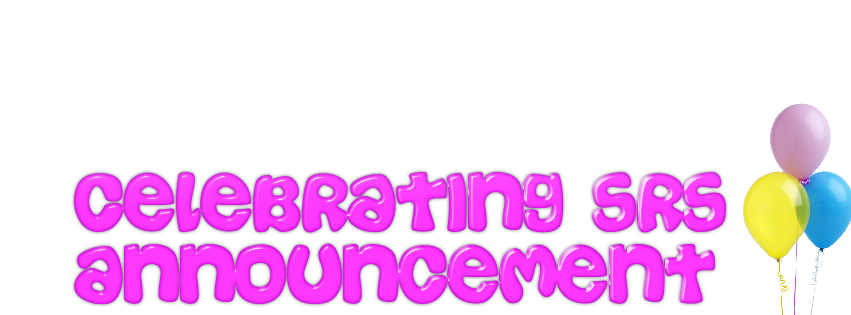 CELEBRATING SRS
ANNOUNCEMENT